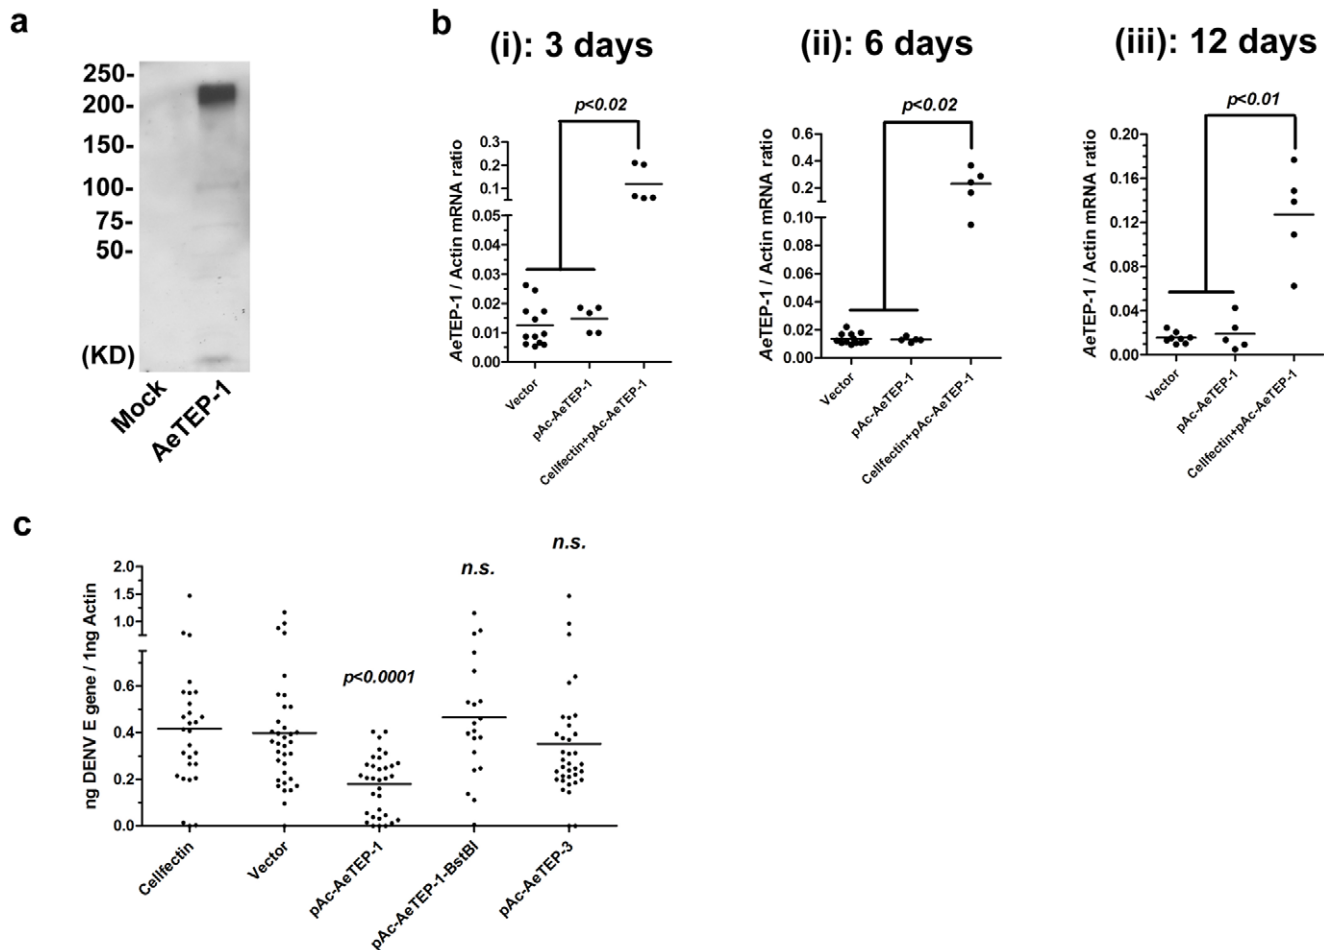 a
250-
200-
150-
100-
75-
50-
(KD)
Mock
AeTEP-1
b
(i): 3 days
p<0.02
AeTEP-1 / Actin mRNA ratio
0.3
0.2
0.1
0.05
0.04
0.03
0.02
0.01
0.00
Vector
pAc-AeTEP-1
Cellfectin+pAc-AeTEP-1
(ii): 6 days
p<0.02
AeTEP-1 / Actin mRNA ratio
0.6
0.4
0.2
0.10
0.08
0.06
0.04
0.02
0.00
Vector
pAc-AeTEP-1
Cellfectin+pAc-AeTEP-1
(iii): 12 days
p<0.01
AeTEP-1 / Actin mRNA ratio
0.20
0.16
0.12
0.08
0.04
0.00
Vector
pAc-AeTEP-1
Cellfectin+pAc-AeTEP-1
c
ng DENV E gene / 1ng Actin
2.0
1.5
1.0
0.6
0.4
0.2
0.0
p<0.0001
n.s.
n.s.
Cellfectin
Vector
pAc-AeTEP-1
pAc-AeTEP-1-BstBI
pAc-AeTEP-3